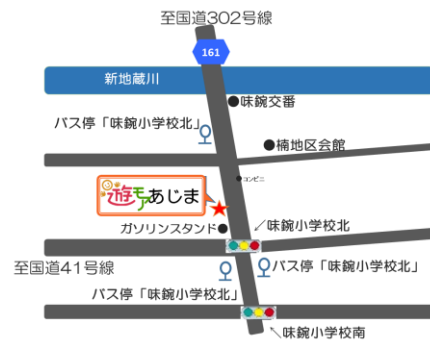 至国道302号線
161
新地蔵川
味鋺交番
バス停「味鋺小学校北」
楠地区会館
コンビニ
遊モアあじま
ガソリンスタンド
味鋺小学校北
至国道41号線
バス停「味鋺小学校北」
バス停「味鋺小学校北」
味鋺小学校南